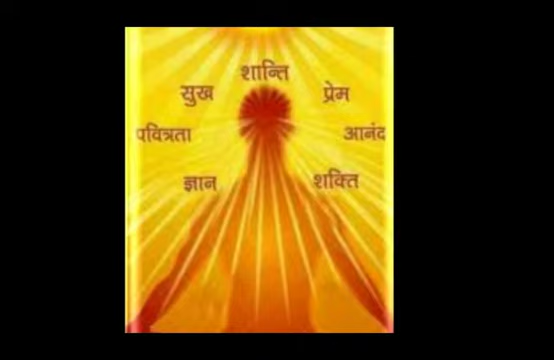 शान्ति
सुख
प्रेम
पवित्रता
आनंद
ज्ञान
शक्ति